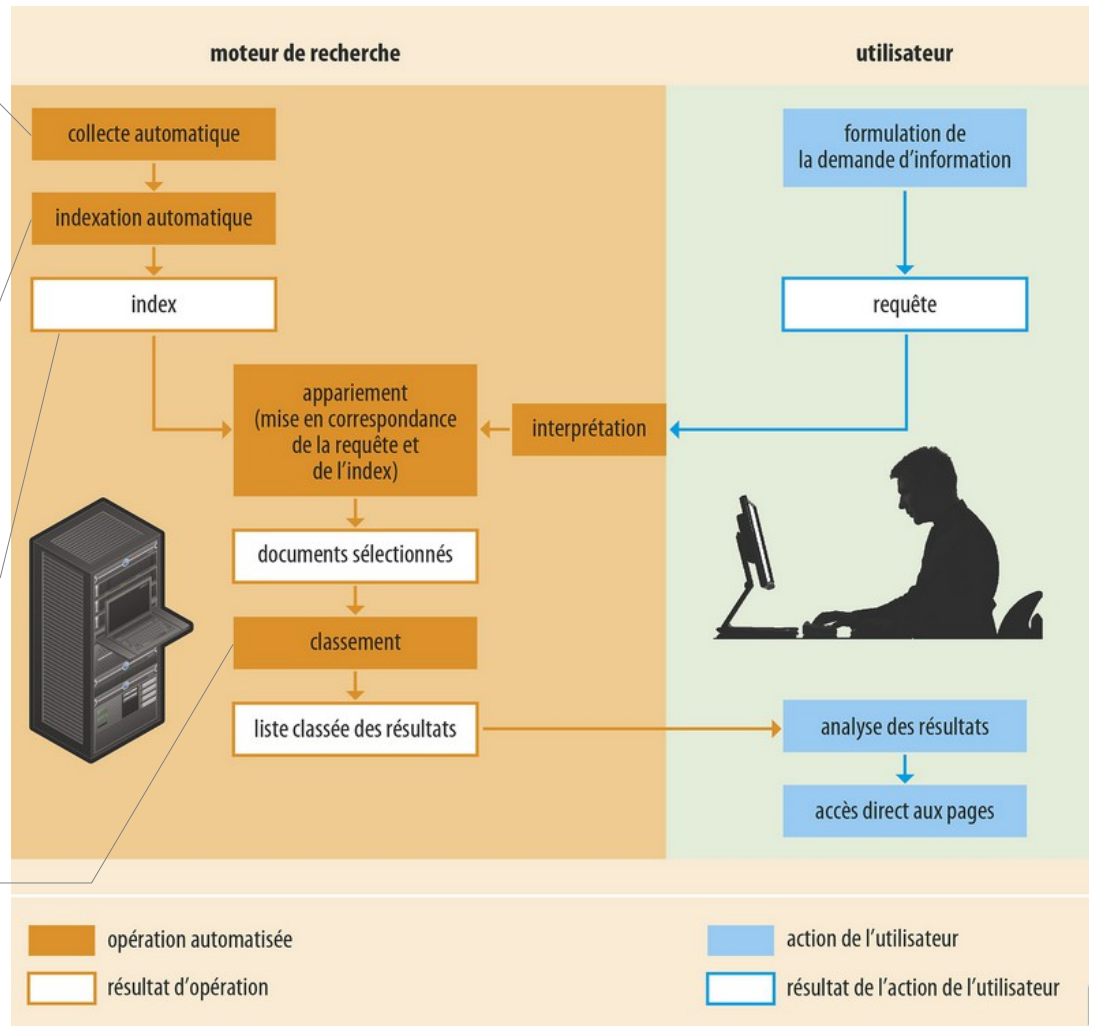 moteur de recherche
utilisateur
collecte automatique
indexation automatique
index
appariement
(mise en correspondance
de la requête et
de l’index)
interprétation
documents sélectionnés
classement
liste classée des résultats
formulation de
la demande d’information
requête
analyse des résultats
accès direct aux pages
opération automatisée
résultat d’opération
action de l’utilisateur
résultat de l’action de l’utilisateur